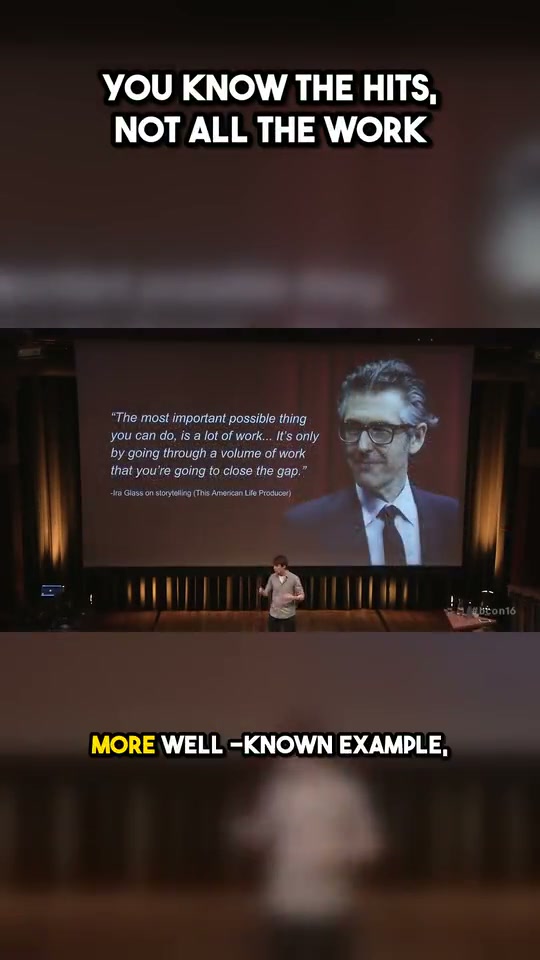 YOU KNOW THE HITS,
NOT ALL THE WORK
“The most important possible thing
you can do, is a lot of work... It’s only
by going through a volume of work
that you’re going to close the gap.”
-Ira Glass on storytelling (This American Life Producer)
MORE WELL -KNOWN EXAMPLE,